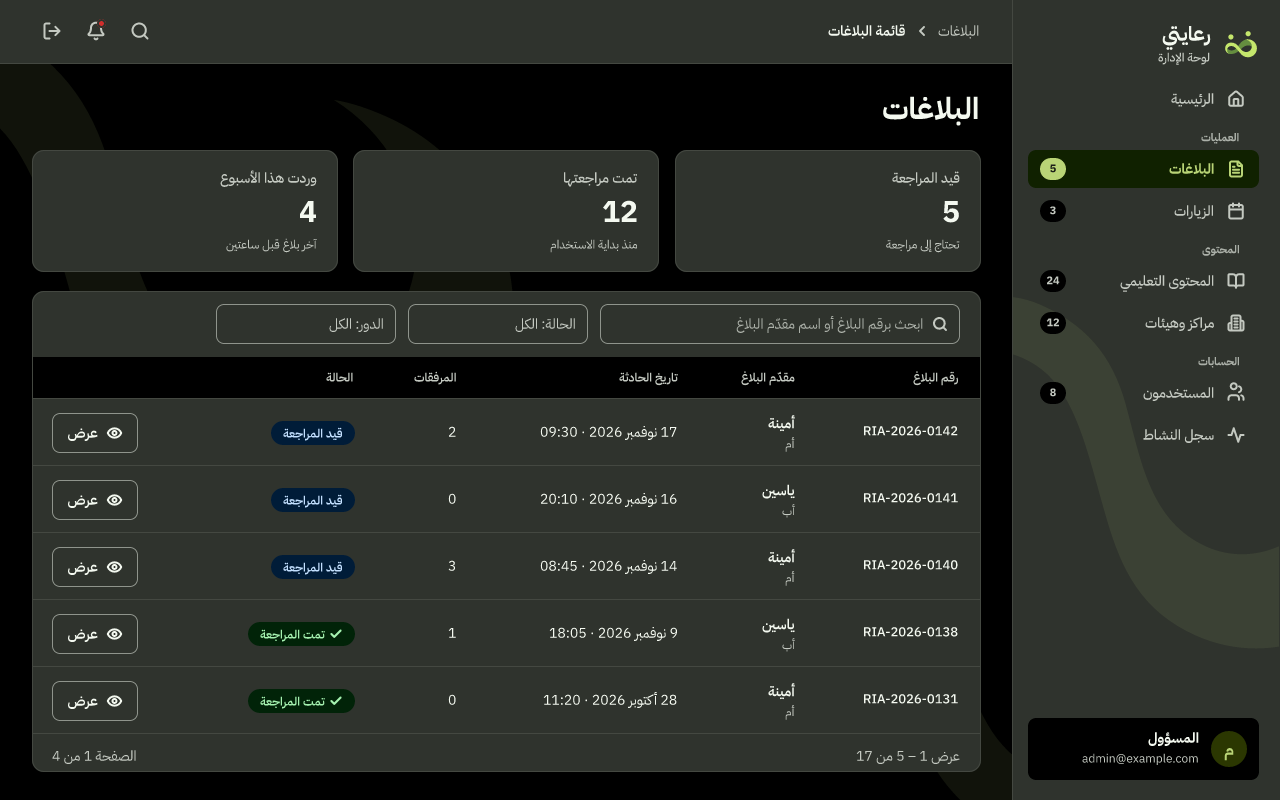 رعايتي
لوحة الإدارة
الرئيسية
العمليات
البلاغات 5
الزيارات 3
المحتوى
المحتوى التعليمي 24
مراكز وهيئات 12
الحسابات
المستخدمون 8
سجل النشاط
م
المسؤول
admin@example.com
البلاغات
قائمة البلاغات
البلاغات
قيد المراجعة
5
تحتاج إلى مراجعة
تمت مراجعتها
12
منذ بداية الاستخدام
وردت هذا الأسبوع
4
آخر بلاغ قبل ساعتين
ابحث برقم البلاغ أو اسم مقدّم البلاغ
الحالة: الكل
الدور: الكل
رقم البلاغ مقدّم البلاغ تاريخ الحادثة المرفقات الحالة
RIA-2026-0142 أمينة 17 نوفمبر 2026 · 09:30 2 قيد المراجعة عرض
أم
RIA-2026-0141 ياسين 16 نوفمبر 2026 · 20:10 0 قيد المراجعة عرض
أب
RIA-2026-0140 أمينة 14 نوفمبر 2026 · 08:45 3 قيد المراجعة عرض
أم
RIA-2026-0138 ياسين 9 نوفمبر 2026 · 18:05 1 تمت المراجعة عرض
أب
RIA-2026-0131 أمينة 28 أكتوبر 2026 · 11:20 0 تمت المراجعة عرض
أم
عرض 1 – 5 من 17
الصفحة 1 من 4